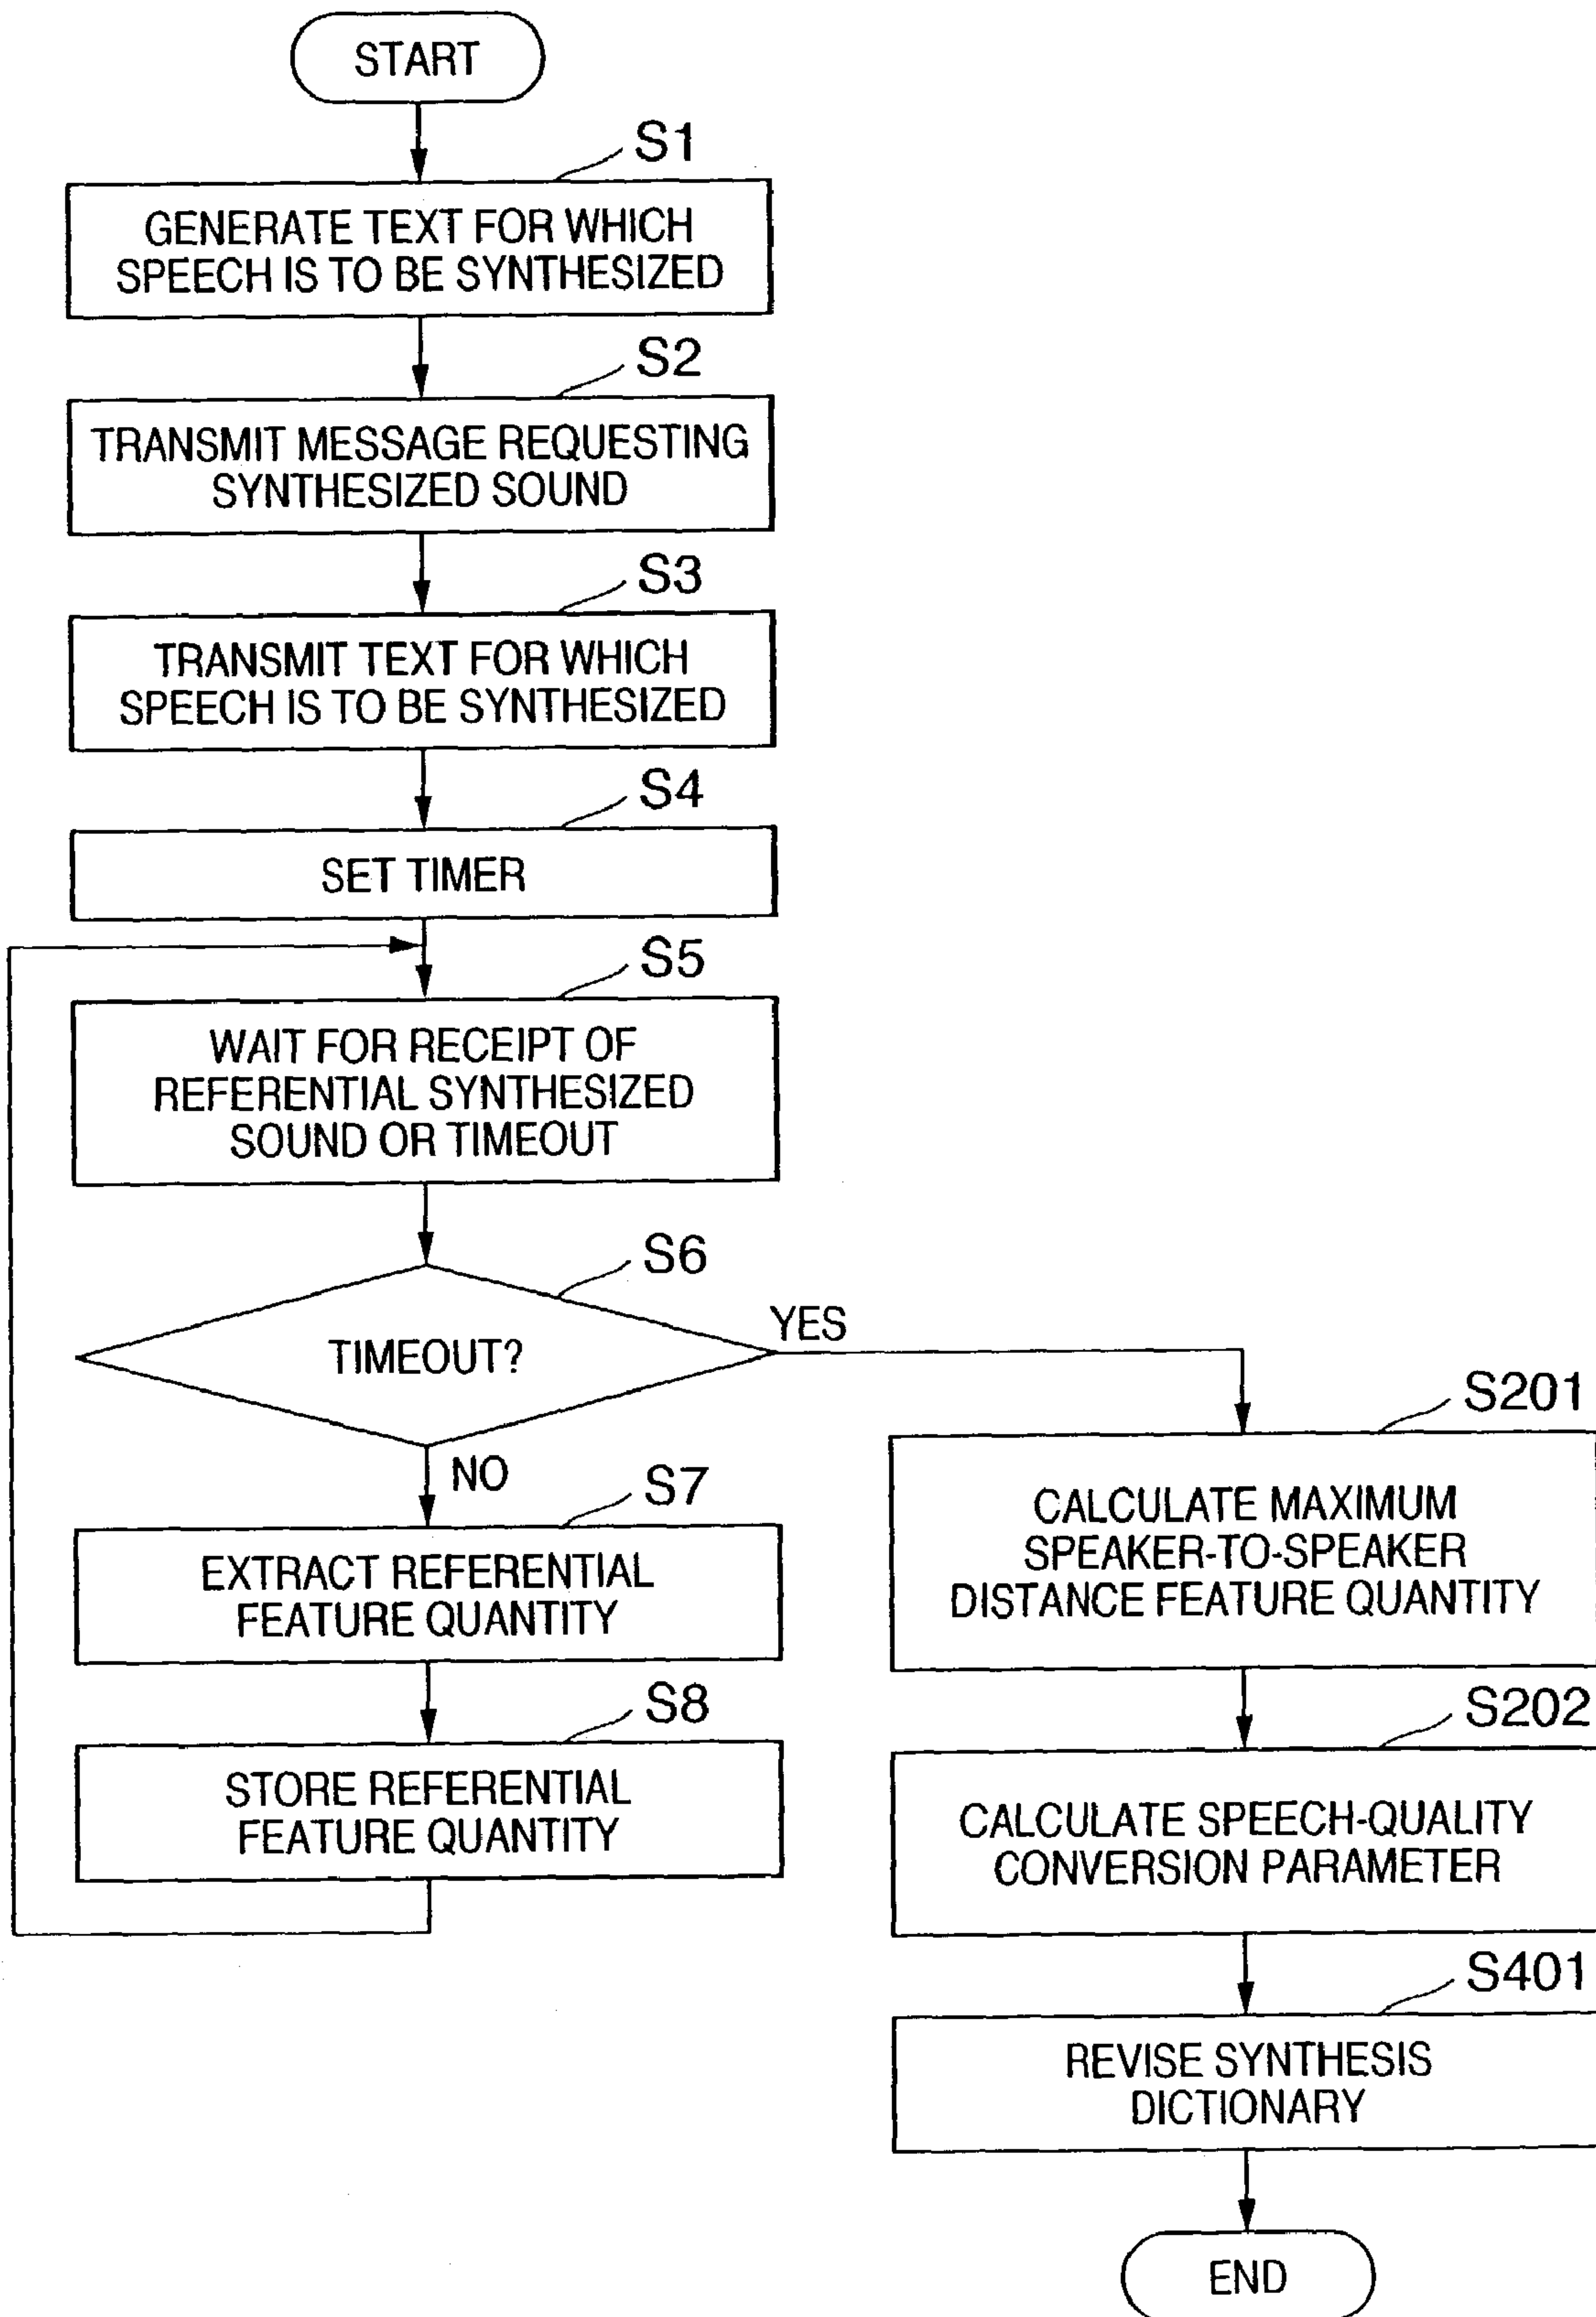 START
S1
GENERATE TEXT FOR WHICH
SPEECH IS TO BE SYNTHESIZED
S2
TRANSMIT MESSAGE REQUESTING
SYNTHESIZED SOUND
S3
TRANSMIT TEXT FOR WHICH
SPEECH IS TO BE SYNTHESIZED
S4
SET TIMER
S5
WAIT FOR RECEIPT OF
REFERENTIAL SYNTHESIZED
SOUND OR TIMEOUT
S6
TIMEOUT?
YES
NO
S7
EXTRACT REFERENTIAL
FEATURE QUANTITY
S8
STORE REFERENTIAL
FEATURE QUANTITY
S201
CALCULATE MAXIMUM
SPEAKER-TO-SPEAKER
DISTANCE FEATURE QUANTITY
S202
CALCULATE SPEECH-QUALITY
CONVERSION PARAMETER
S401
REVISE SYNTHESIS
DICTIONARY
END